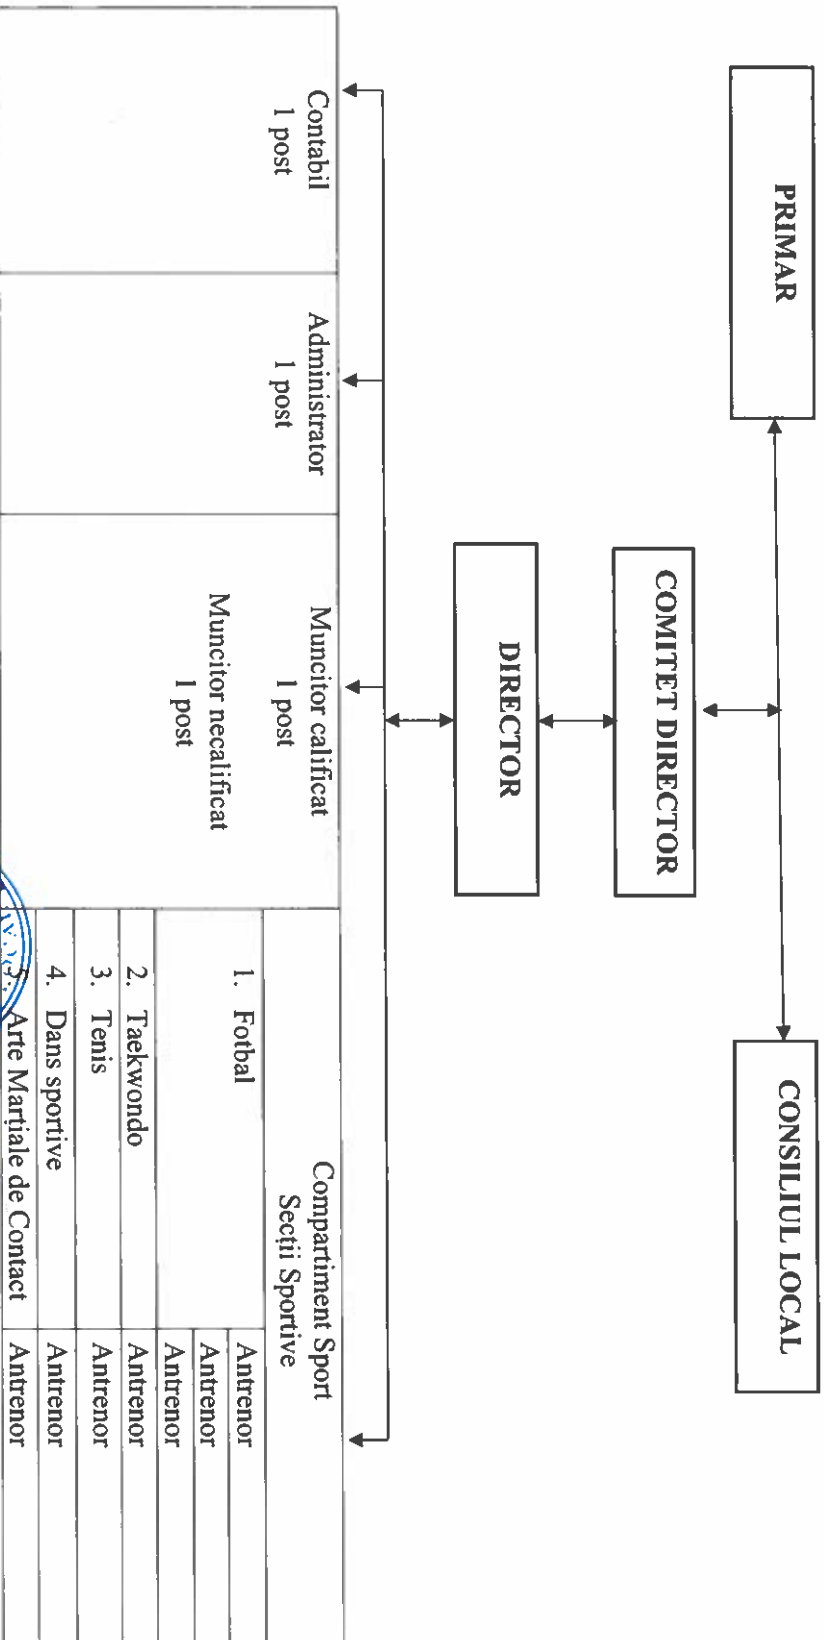 PRIMAR
CONSILIUL LOCAL
COMITET DIRECTOR
DIRECTOR
Contabil
1 post
Administrator
1 post
Muncitor calificat
1 post
Muncitor necalificat
1 post
Compartiment Sport
Secții Sportive
1. Fotbal
Antrenor
Antrenor
Antrenor
2. Taekwondo
Antrenor
3. Tenis
Antrenor
4. Dans sportive
Antrenor
5. Arte Marțiale de Contact
Antrenor